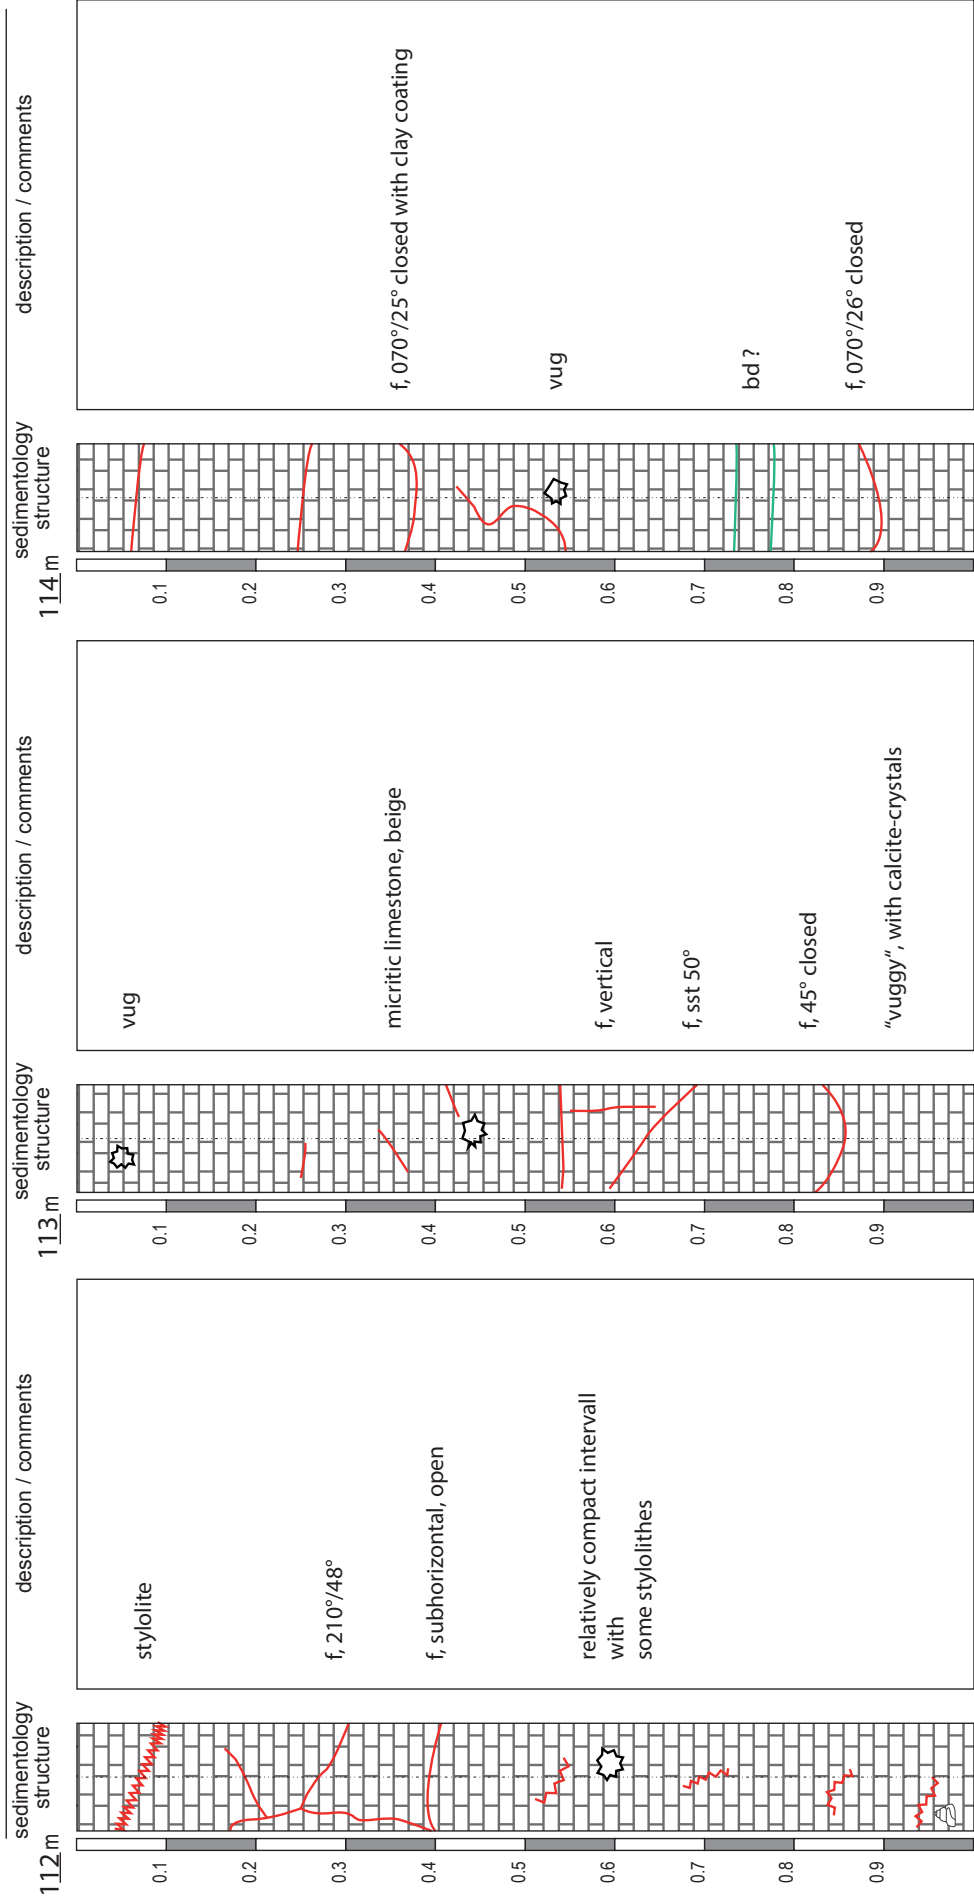 112 m
sedimentology
structure
description / comments
0.1
0.2
0.3
0.4
0.5
0.6
0.7
0.8
0.9
stylolite
f, 210°/48°
f, subhorizontal, open
relatively compact intervall
with
some stylolithes
113 m
sedimentology
structure
description / comments
0.1
0.2
0.3
0.4
0.5
0.6
0.7
0.8
0.9
vug
micritic limestone, beige
f, vertical
f, sst 50°
f, 45° closed
"vuggy", with calcite-crystals
114 m
sedimentology
structure
description / comments
0.1
0.2
0.3
0.4
0.5
0.6
0.7
0.8
0.9
f, 070°/25° closed with clay coating
vug
bd ?
f, 070°/26° closed